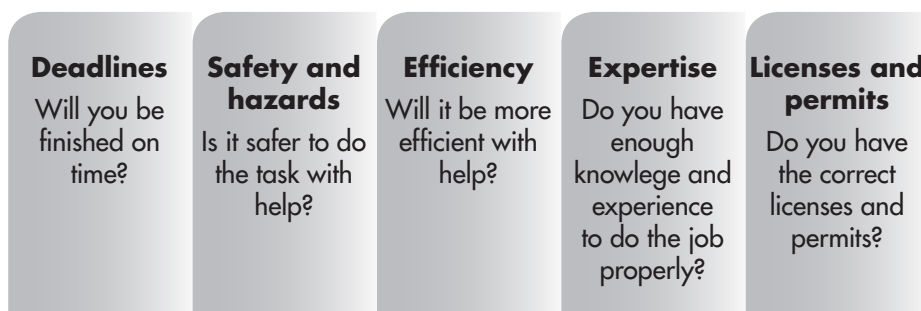 Deadlines
Will you be
finished on
time?
Safety and
hazards
Is it safer to do
the task with
help?
Efficiency
Will it be more
efficient with
help?
Expertise
Do you have
enough
knowlege and
experience
to do the job
properly?
Licenses and
permits
Do you have
the correct
licenses and
permits?